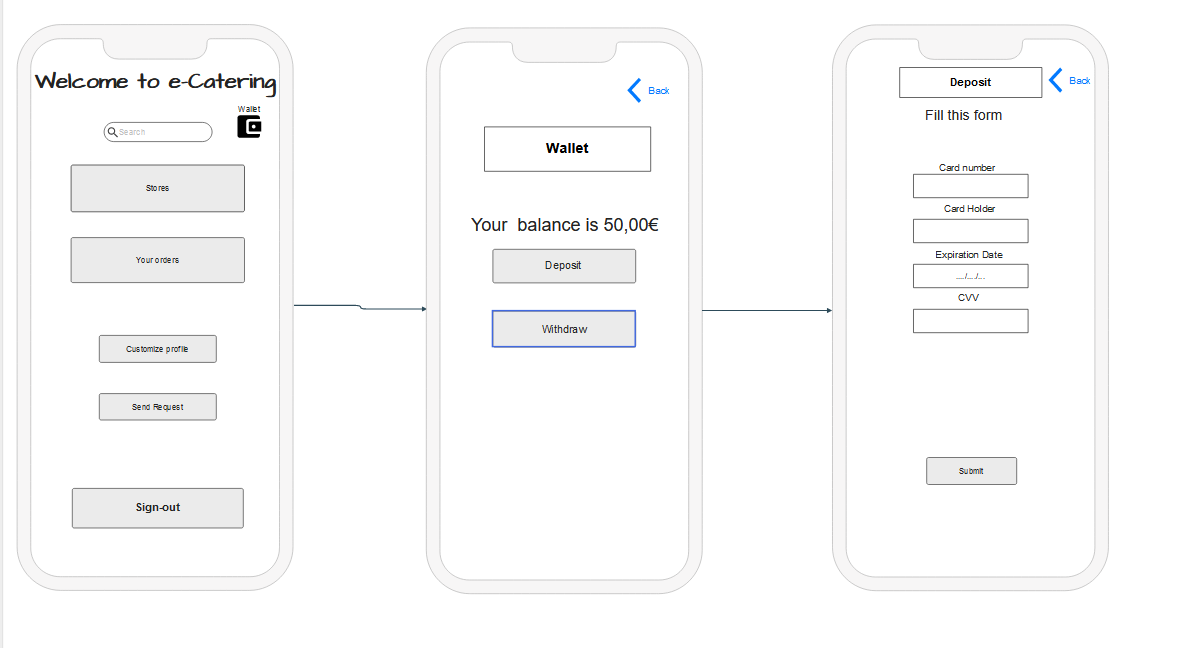 Welcome to e-Catering
Wallet
Search
Stores
Your orders
Customize profile
Send Request
Sign-out
Back
Wallet
Your balance is 50,00€
Deposit
Withdraw
Deposit
Back
Fill this form
Card number
Card Holder
Expiration Date
.../.../...
CVV
Submit